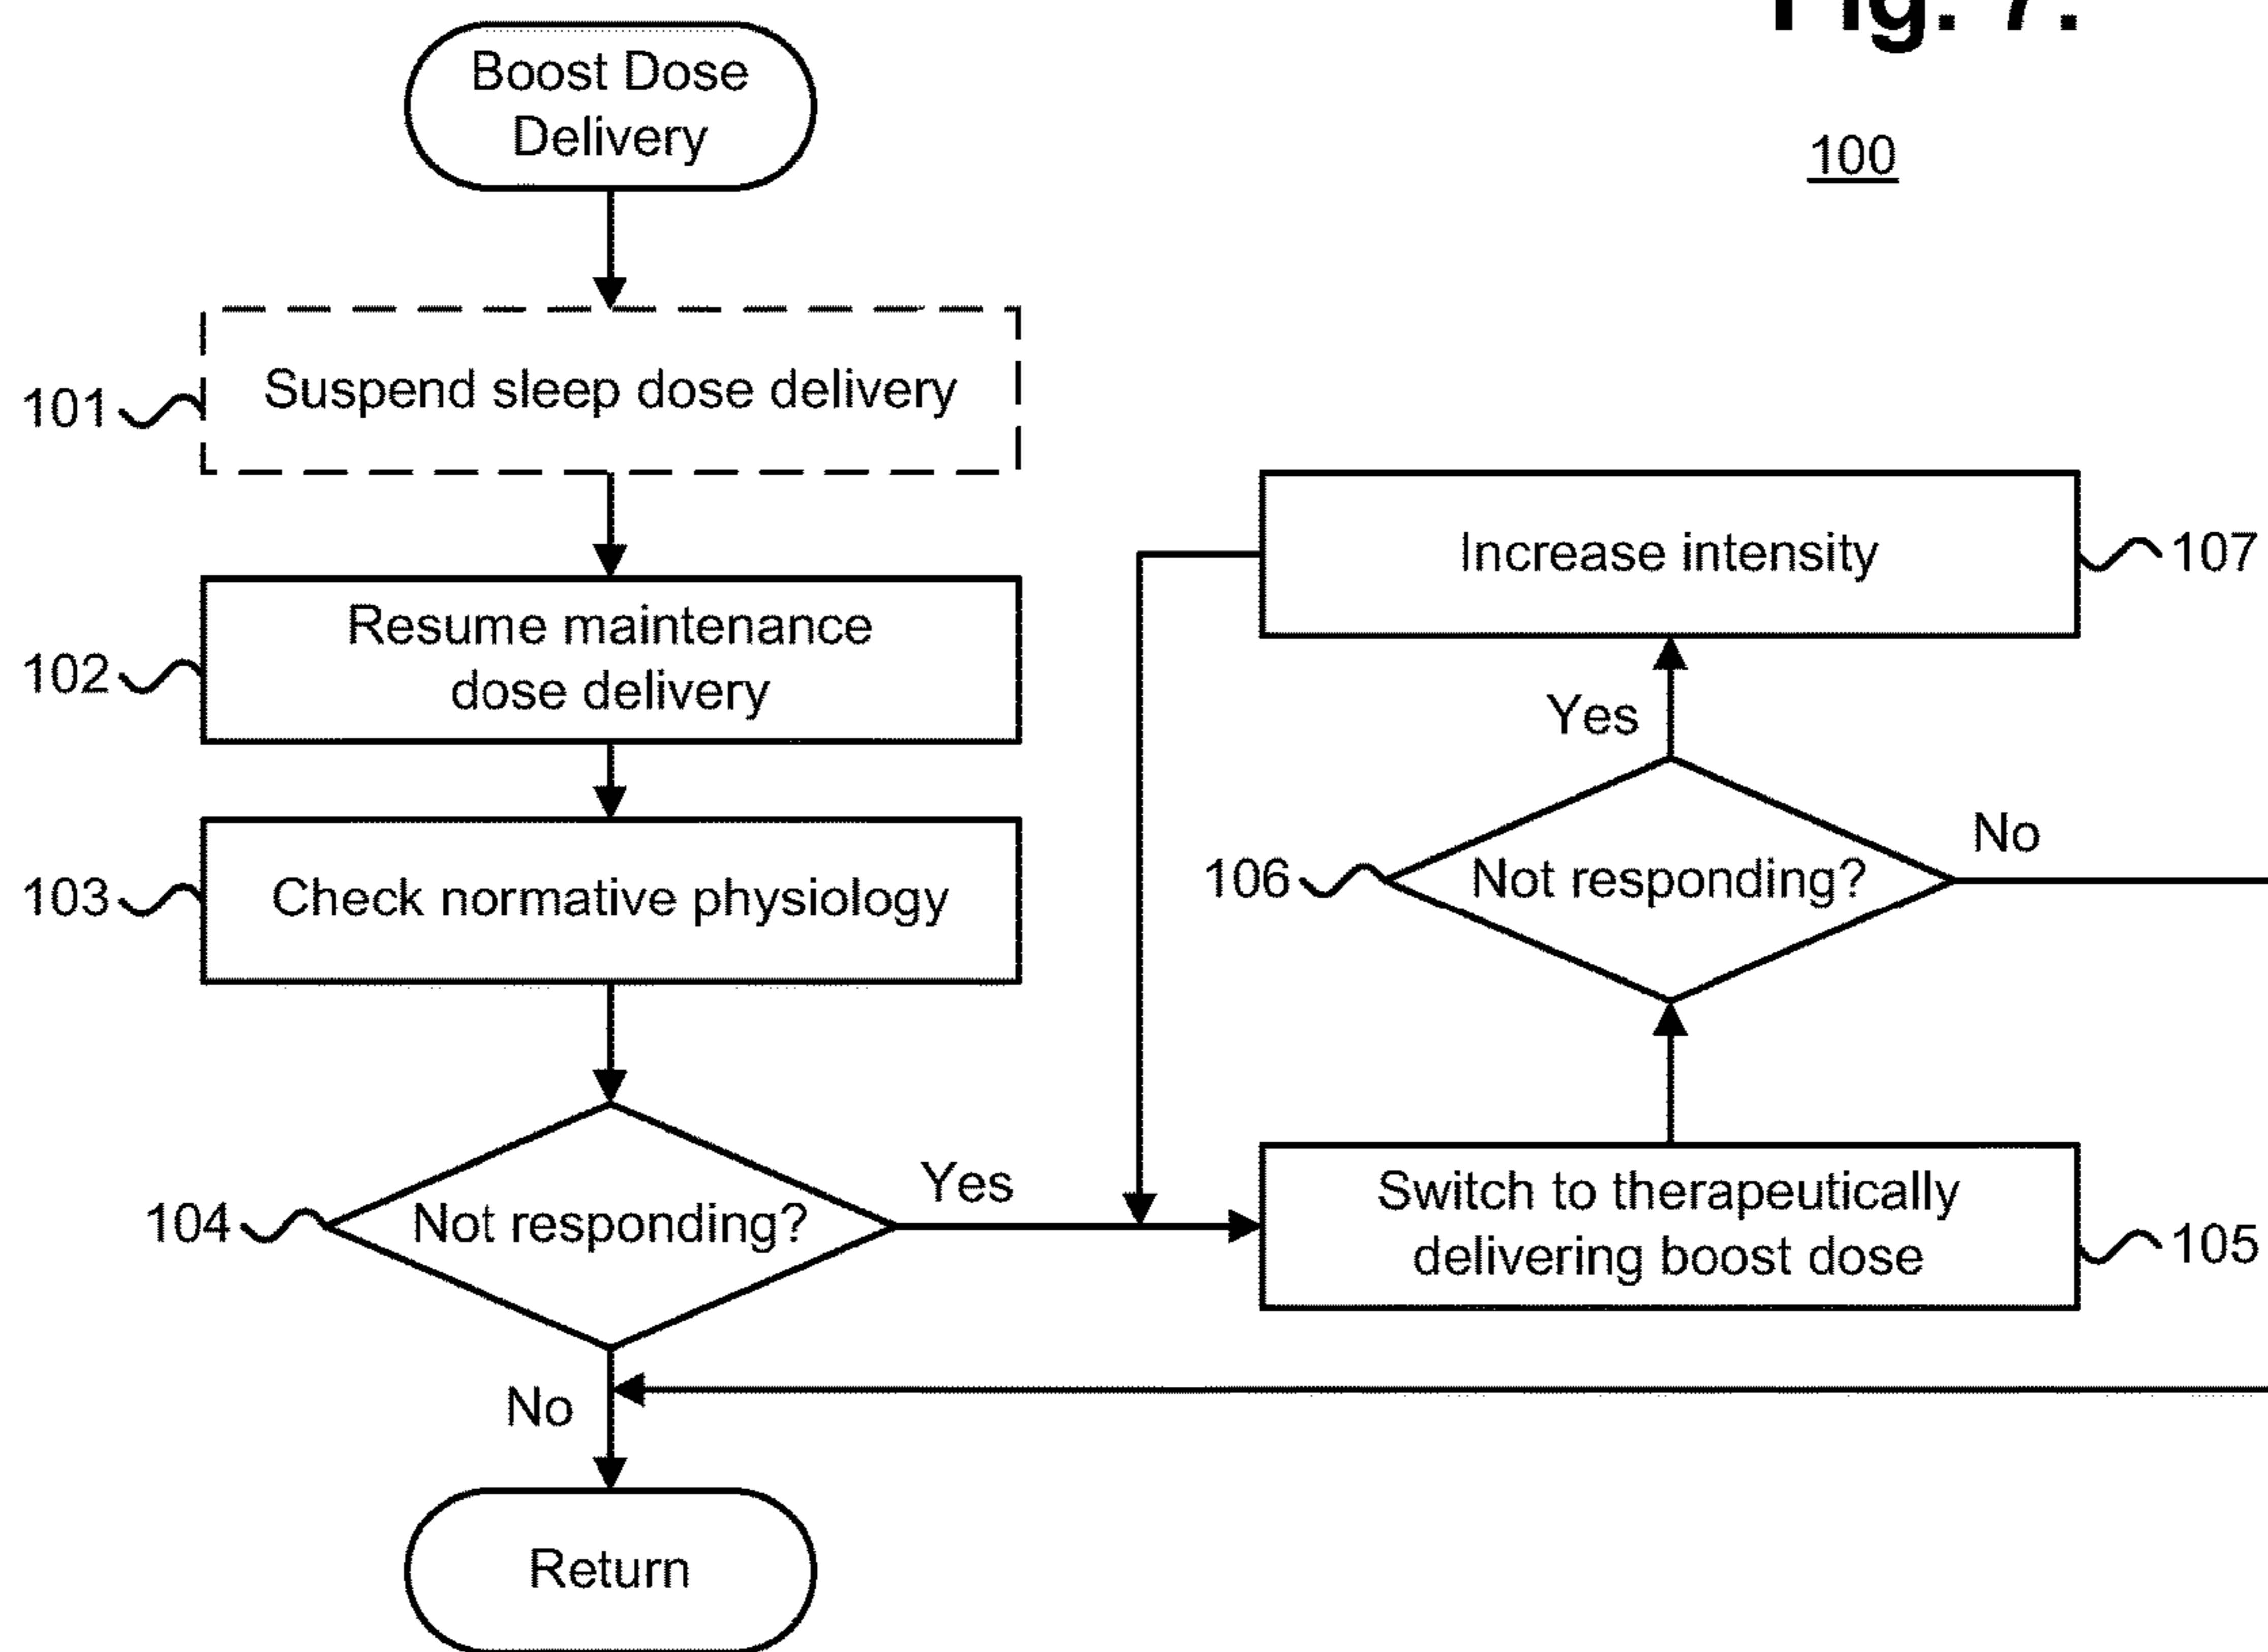 Fig. 7.
100
Boost Dose
Delivery
101
Suspend sleep dose delivery
102
Resume maintenance
dose delivery
103
Check normative physiology
104
Not responding?
Yes
No
Return
Increase intensity
107
Yes
106
Not responding?
No
Switch to therapeutically
delivering boost dose
105